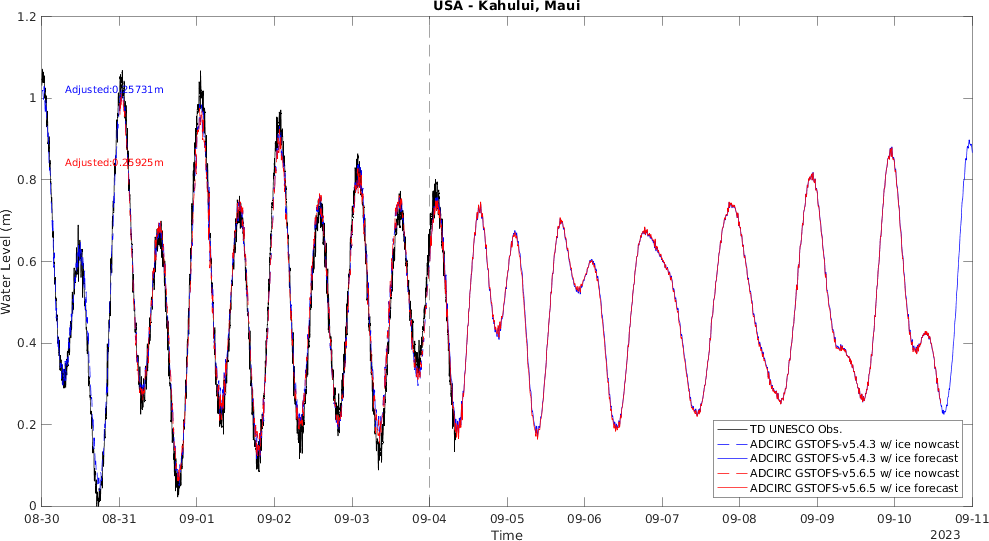 USA - Kahului, Maui
1.2
1
0.8
0.6
0.4
0.2
0
Water Level (m)
Adjusted:0.25731m
Adjusted:0.25925m
TD UNESCO Obs.
ADCIRC GSTOFS-v5.4.3 w/ ice nowcast
ADCIRC GSTOFS-v5.4.3 w/ ice forecast
ADCIRC GSTOFS-v5.6.5 w/ ice nowcast
ADCIRC GSTOFS-v5.6.5 w/ ice forecast
08-30 08-31 09-01 09-02 09-03 09-04 09-05 09-06 09-07 09-08 09-09 09-10 09-11
Time
2023